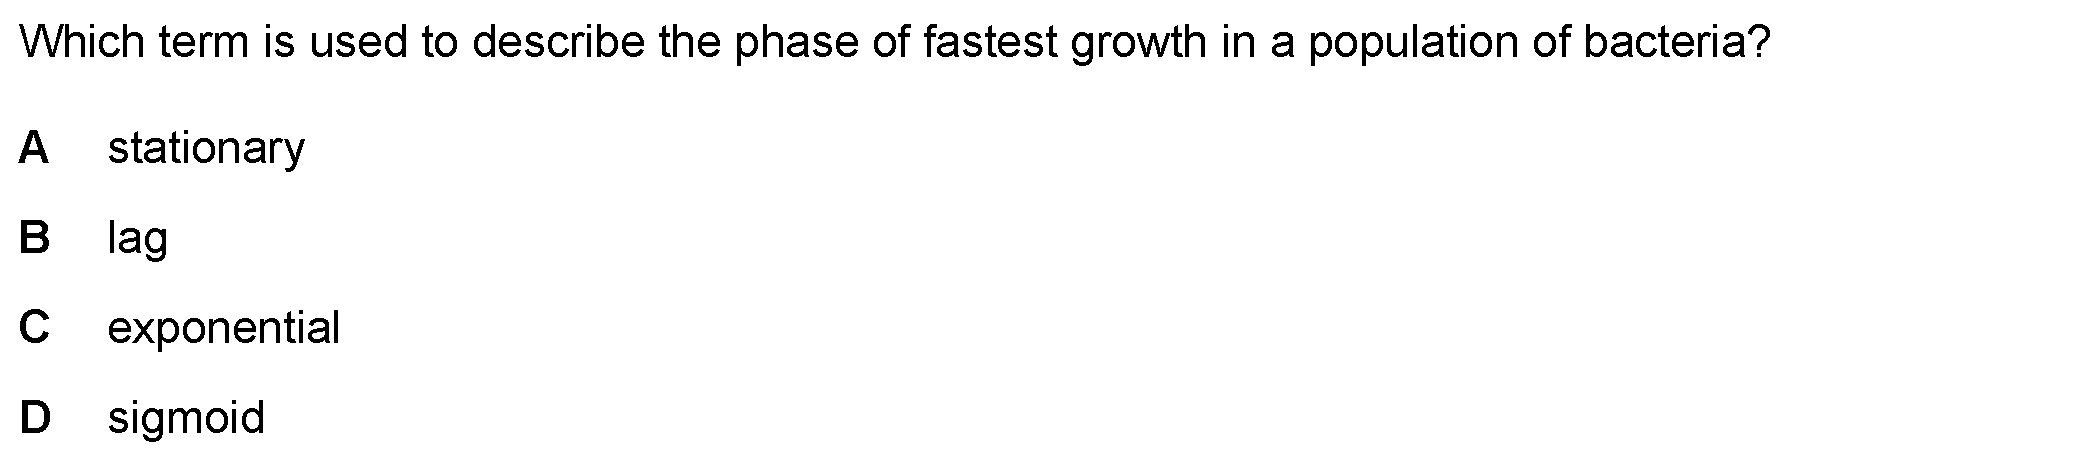 Which term is used to describe the phase of fastest growth in a population of bacteria?
A stationary
B lag
C exponential
D sigmoid